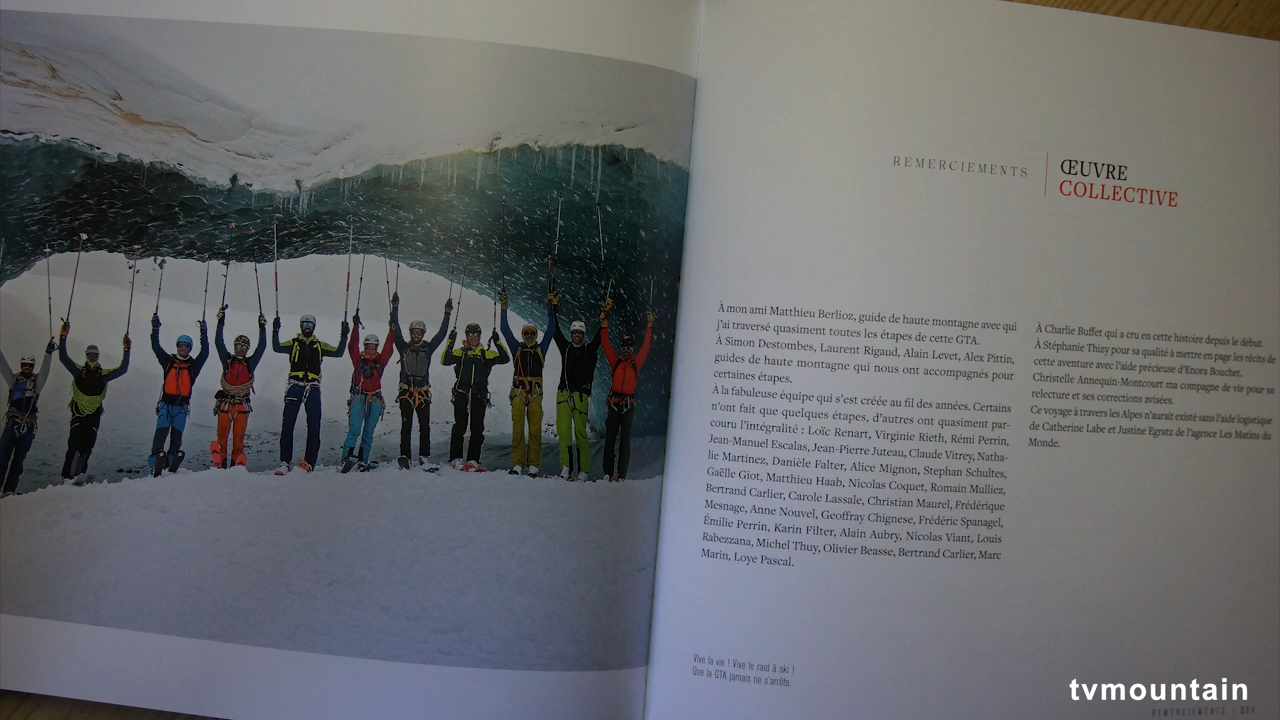 REMERCIEMENTS
ŒUVRE
COLLECTIVE
À mon ami Matthieu Berlioz, guide de haute montagne avec qui
j'ai traversé quasiment toutes les étapes de cette GTA.
À Simon Destombes, Laurent Rigaud, Alain Levet, Alex Pittin,
guides de haute montagne qui nous ont accompagnés pour
certaines étapes.
À la fabuleuse équipe qui s'est créée au fil des années. Certains
n'ont fait que quelques étapes, d'autres ont quasiment par-
couru l'intégralité : Loïc Renart, Virginie Rieth, Rémi Perrin,
Jean-Manuel Escalas, Jean-Pierre Juteau, Claude Vitrey, Natha-
lie Martinez, Danièle Falter, Alice Mignon, Stephan Schultes,
Gaëlle Giot, Matthieu Haab, Nicolas Coquet, Romain Mulliez,
Bertrand Carlier, Carole Lassale, Christian Maurel, Frédérique
Mesnage, Anne Nouvel, Geoffray Chignese, Frédéric Spanagel,
Émilie Perrin, Karin Filter, Alain Aubry, Nicolas Viant, Louis
Rabezzana, Michel Thuy, Olivier Beasse, Bertrand Carlier, Marc
Marin, Loye Pascal.
À Charlie Buffet qui a cru en cette histoire depuis le début.
À Stéphanie Thizy pour sa qualité à mettre en page les récits de
cette aventure avec l'aide précieuse d'Enora Bouchet.
Christelle Annequin-Montcourt ma compagne de vie pour sa
relecture et ses corrections avisées.
Ce voyage à travers les Alpes n'aurait existé sans l'aide logistique
de Catherine Labe et Justine Egratz de l'agence Les Matins du
Monde.
Vive la vie ! Vive le raid à ski !
Que la GTA jamais ne s'arrête.
tvmountain
REMERCIEMENTS